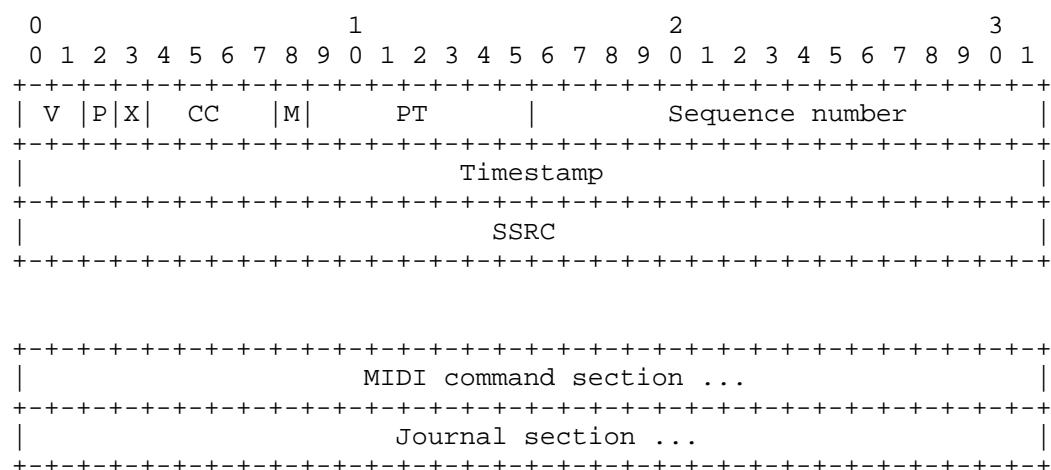 0                   1                   2                   3
 0 1 2 3 4 5 6 7 8 9 0 1 2 3 4 5 6 7 8 9 0 1 2 3 4 5 6 7 8 9 0 1
+-+-+-+-+-+-+-+-+-+-+-+-+-+-+-+-+-+-+-+-+-+-+-+-+-+-+-+-+-+-+-+-+
| V |P|X|  CC   |M|     PT      |        Sequence number        |
+-+-+-+-+-+-+-+-+-+-+-+-+-+-+-+-+-+-+-+-+-+-+-+-+-+-+-+-+-+-+-+-+
|                           Timestamp                           |
+-+-+-+-+-+-+-+-+-+-+-+-+-+-+-+-+-+-+-+-+-+-+-+-+-+-+-+-+-+-+-+-+
|                             SSRC                              |
+-+-+-+-+-+-+-+-+-+-+-+-+-+-+-+-+-+-+-+-+-+-+-+-+-+-+-+-+-+-+-+-+

+-+-+-+-+-+-+-+-+-+-+-+-+-+-+-+-+-+-+-+-+-+-+-+-+-+-+-+-+-+-+-+-+
|                     MIDI command section ...                  |
+-+-+-+-+-+-+-+-+-+-+-+-+-+-+-+-+-+-+-+-+-+-+-+-+-+-+-+-+-+-+-+-+
|                       Journal section ...                     |
+-+-+-+-+-+-+-+-+-+-+-+-+-+-+-+-+-+-+-+-+-+-+-+-+-+-+-+-+-+-+-+-+